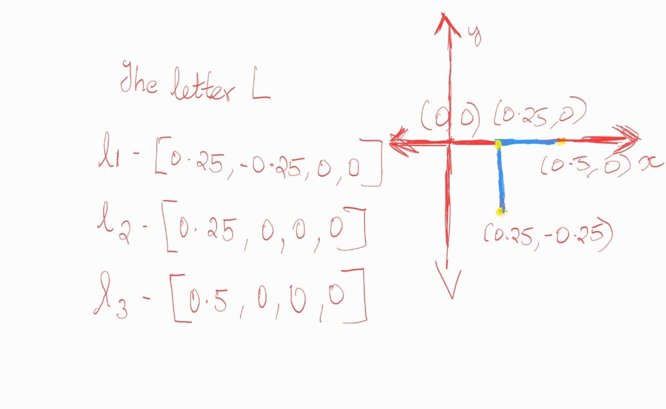 The letter L
l1 - [0.25, -0.25, 0, 0]
l2 - [0.25, 0, 0, 0]
l3 - [0.5, 0, 0, 0]
y
(0,0) (0.25,0)
(0.5,0) x
(0.25,-0.25)